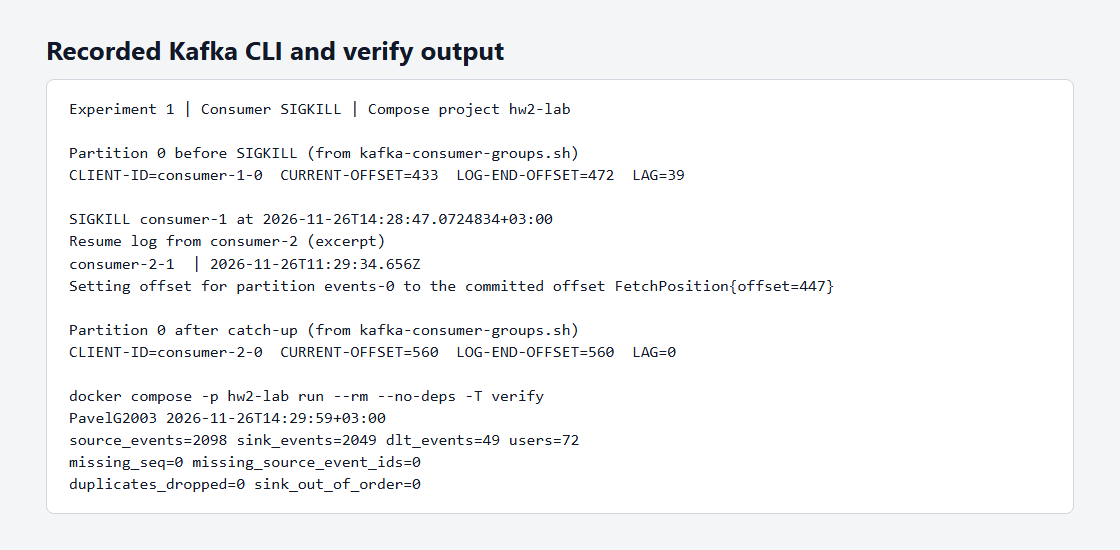 Recorded Kafka CLI and verify output
Experiment 1 | Consumer SIGKILL | Compose project hw2-lab
Partition 0 before SIGKILL (from kafka-consumer-groups.sh)
CLIENT-ID=consumer-1-0  CURRENT-OFFSET=433  LOG-END-OFFSET=472  LAG=39
SIGKILL consumer-1 at 2026-11-26T14:28:47.0724834+03:00
Resume log from consumer-2 (excerpt)
consumer-2-1  | 2026-11-26T11:29:34.656Z
Setting offset for partition events-0 to the committed offset FetchPosition{offset=447}
Partition 0 after catch-up (from kafka-consumer-groups.sh)
CLIENT-ID=consumer-2-0  CURRENT-OFFSET=560  LOG-END-OFFSET=560  LAG=0
docker compose -p hw2-lab run --rm --no-deps -T verify
PavelG2003 2026-11-26T14:29:59+03:00
source_events=2098 sink_events=2049 dlt_events=49 users=72
missing_seq=0 missing_source_event_ids=0
duplicates_dropped=0 sink_out_of_order=0